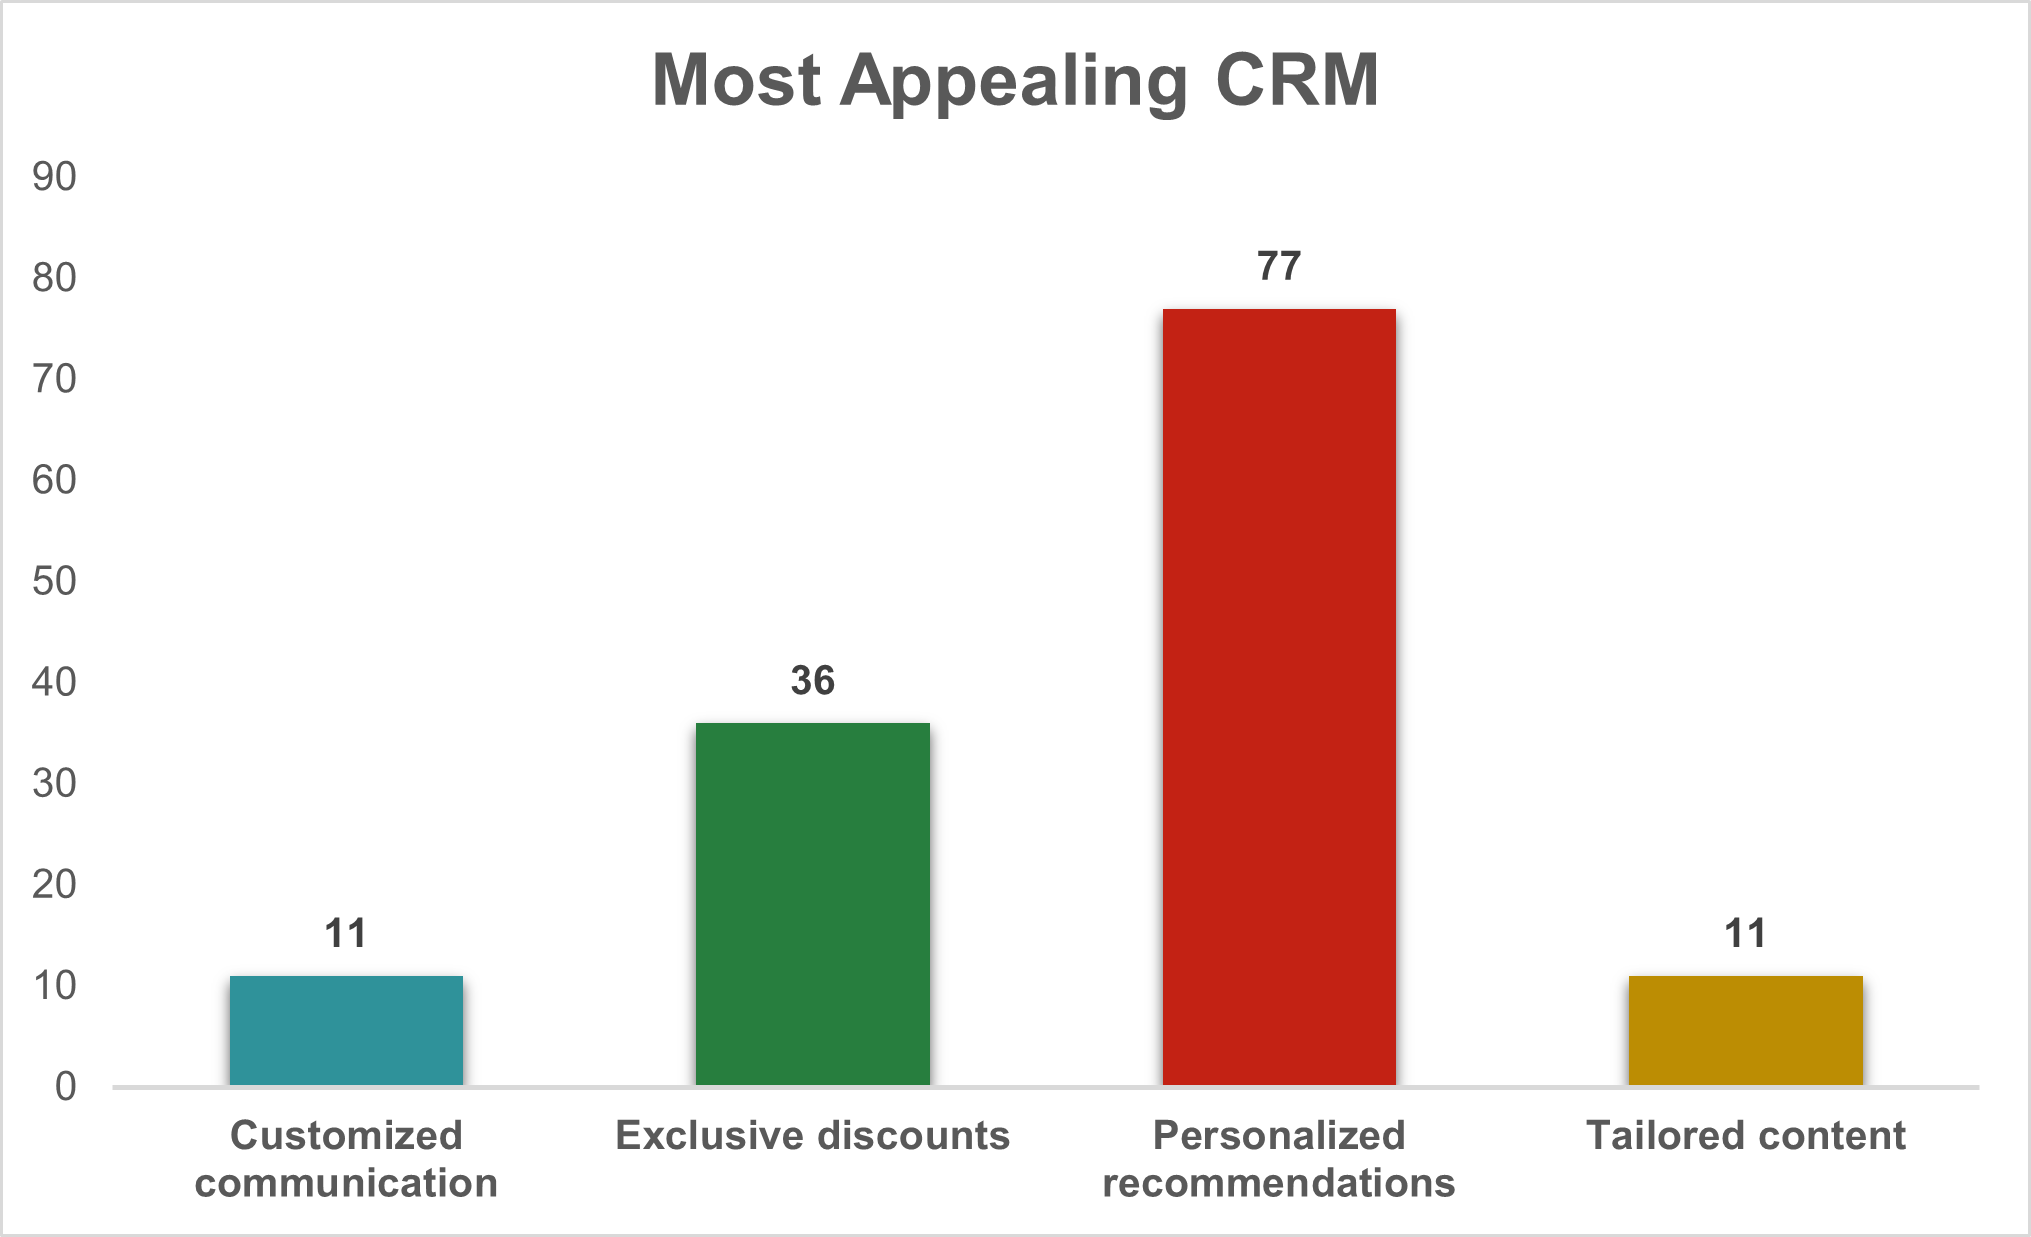 Most Appealing CRM
90
80
70
60
50
40
30
20
10
0
11
36
77
11
Customized
communication
Exclusive discounts
Personalized
recommendations
Tailored content